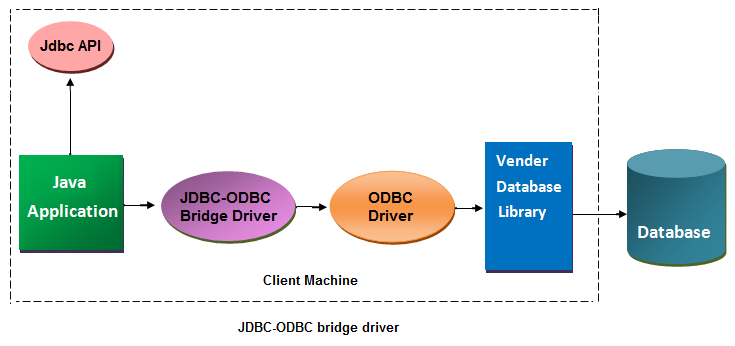 Jdbc API
Java
Application
JDBC-ODBC
Bridge Driver
ODBC
Driver
Vender
Database
Library
Database
Client Machine
JDBC-ODBC bridge driver